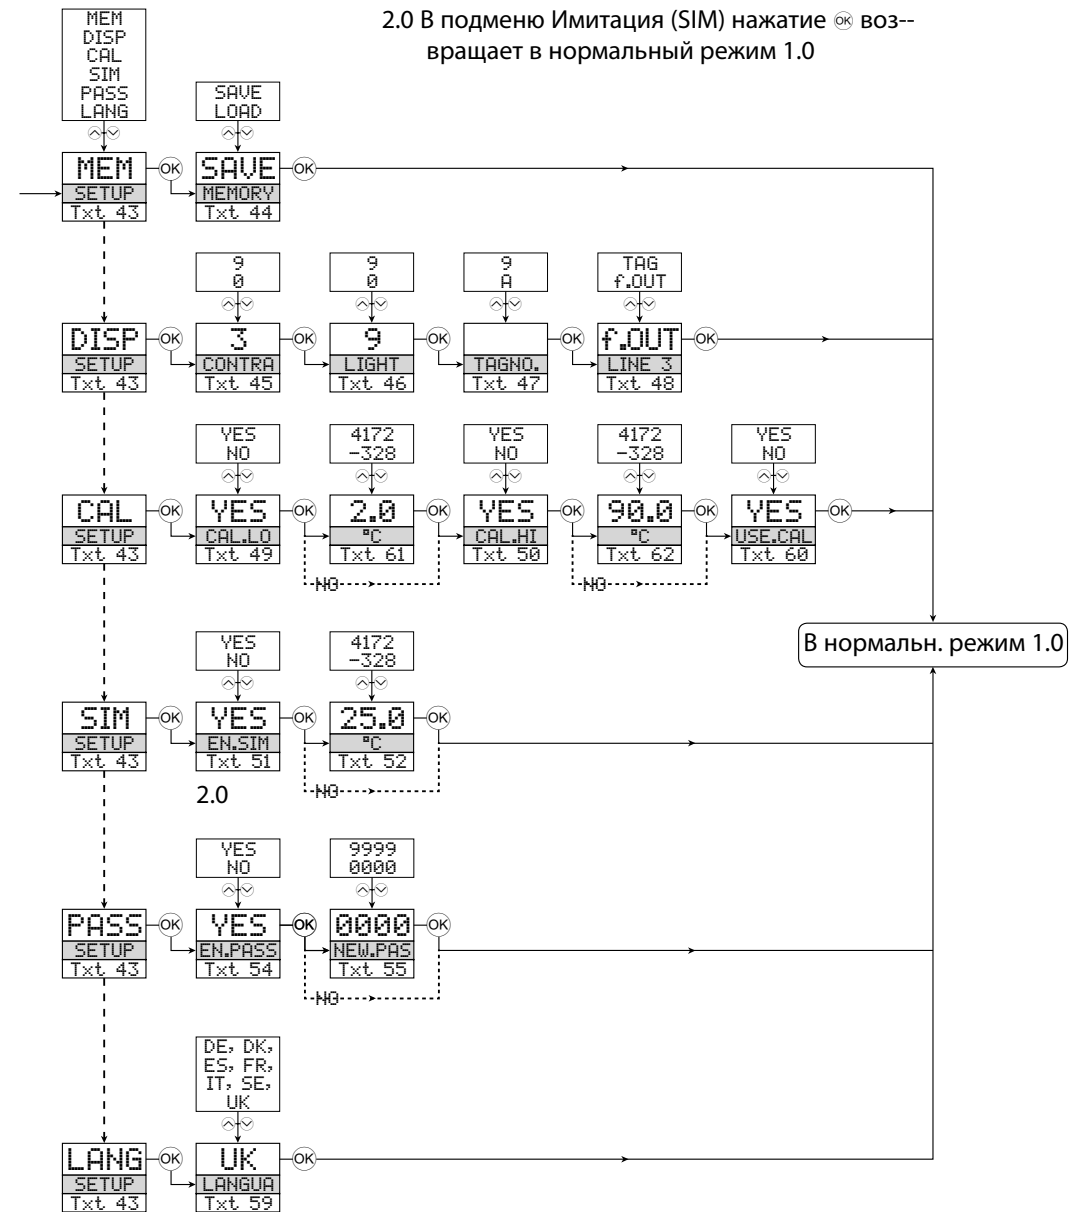 2.0 В подменю Имитация (SIM) нажатие OK воз--
вращает в нормальный режим 1.0
MEM
DISP
CAL
SIM
PASS
LANG
SAVE
LOAD
MEM OK SAVE OK
SETUP MEMORY
Txt 43 Txt 44
9 9 9 TAG
0 0 A f.OUT
DISP OK 3 OK 9 OK OK f.OUT OK
SETUP CONTRA LIGHT TAGNO. LINE 3
Txt 43 Txt 45 Txt 46 Txt 47 Txt 48
YES 4172 YES 4172 YES
NO -328 NO -328 NO
CAL OK YES OK 2.0 OK YES OK 90.0 OK YES OK
SETUP CAL.LO °C CAL.HI °C USE.CAL
Txt 43 Txt 49 Txt 61 Txt 50 Txt 62 Txt 60
NO NO
В нормальн. режим 1.0
YES 4172
NO -328
SIM OK YES OK 25.0 OK
SETUP EN.SIM °C
Txt 43 Txt 51 Txt 52
2.0 NO
YES 9999
NO 0000
PASS OK YES OK 0000 OK
SETUP EN.PASS NEW.PAS
Txt 43 Txt 54 Txt 55
NO
DE, DK,
ES, FR,
IT, SE,
UK
LANG OK UK OK
SETUP LANGUA
Txt 43 Txt 59